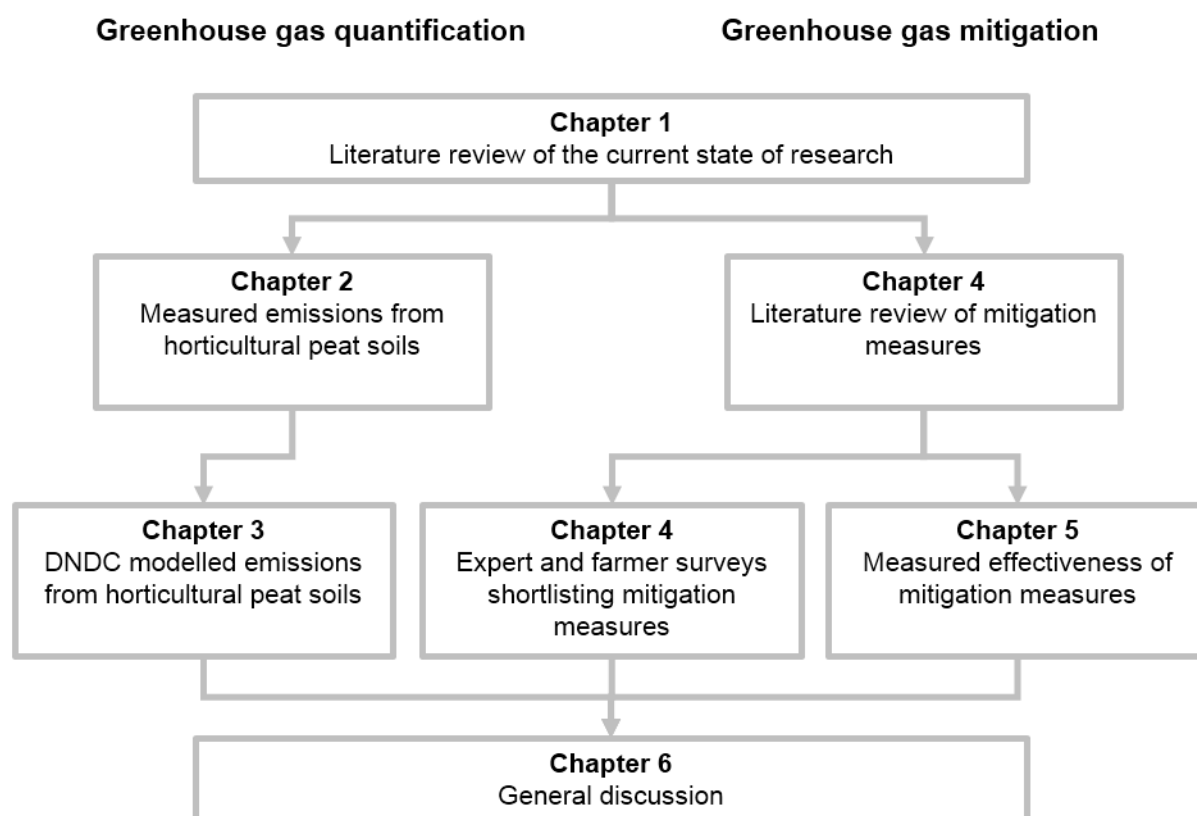 Greenhouse gas quantification
Greenhouse gas mitigation
Chapter 1
Literature review of the current state of research
Chapter 2
Measured emissions from
horticultural peat soils
Chapter 4
Literature review of mitigation
measures
Chapter 3
DNDC modelled emissions
from horticultural peat soils
Chapter 4
Expert and farmer surveys
shortlisting mitigation
measures
Chapter 5
Measured effectiveness of
mitigation measures
Chapter 6
General discussion